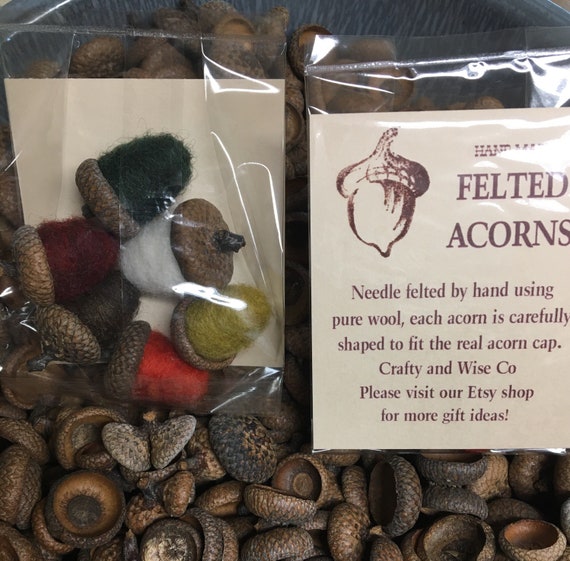 HANDMADE
FELTED
ACORNS
Needle felted by hand using
pure wool, each acorn is carefully
shaped to fit the real acorn cap.
Crafty and Wise Co
Please visit our Etsy shop
for more gift ideas!